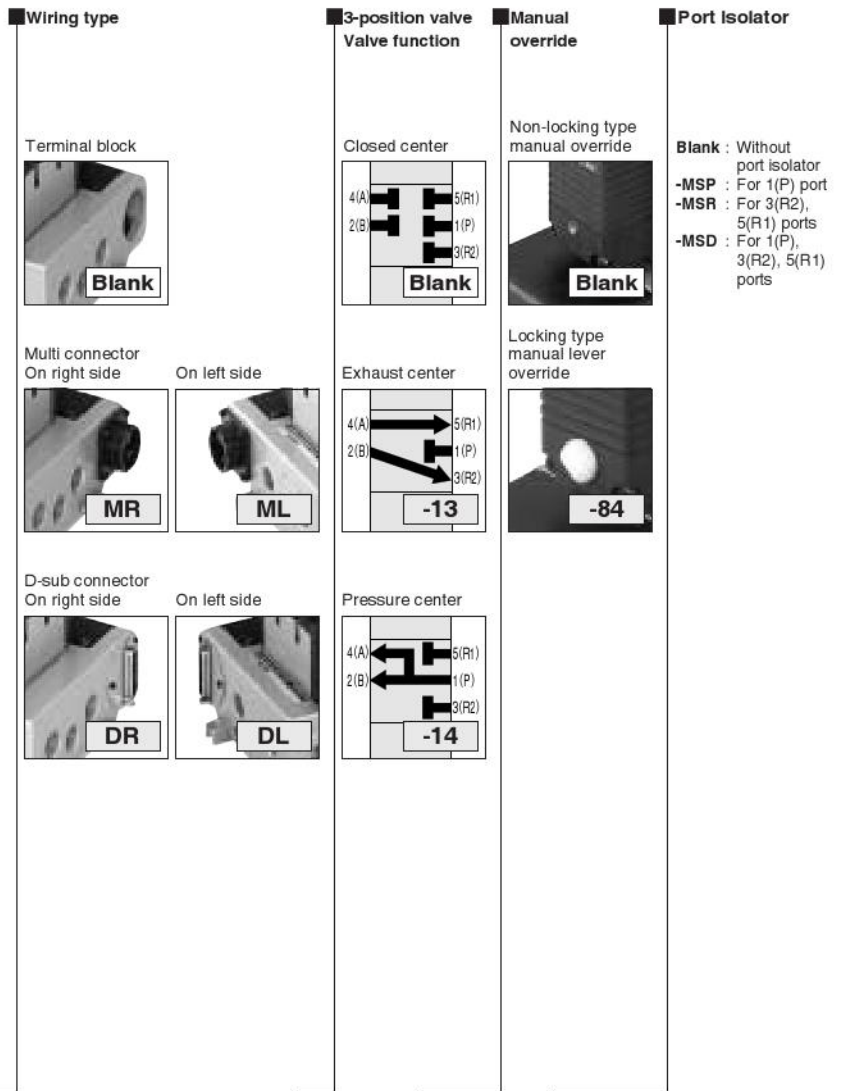 Wiring type
Terminal block
Blank
Multi connector
On right side
On left side
MR
ML
D-sub connector
On right side
On left side
DR
DL
3-position valve
Valve function
Closed center
4(A)
5(R1)
2(B)
1(P)
3(R2)
Blank
Exhaust center
4(A)
5(R1)
2(B)
1(P)
3(R2)
-13
Pressure center
4(A)
5(R1)
2(B)
1(P)
3(R2)
-14
Manual
override
Non-locking type
manual override
Blank
Locking type
manual lever
override
-84
Port Isolator
Blank : Without
port isolator
-MSP : For 1(P) port
-MSR : For 3(R2),
5(R1) ports
-MSD : For 1(P),
3(R2), 5(R1)
ports